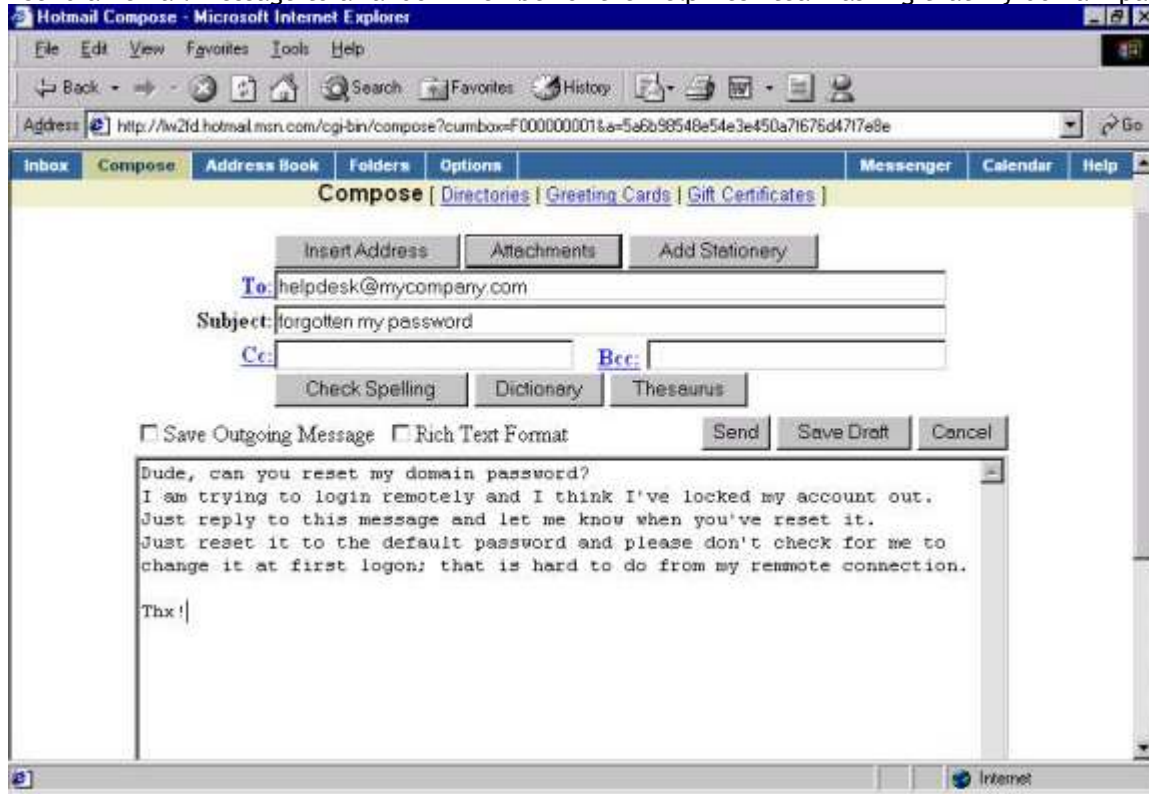 Hotmail Compose - Microsoft Internet Explorer
File Edit View Favorites Tools Help
Back Search Favorites History
Address http://lw2fd.hotmail.msn.com/cgi-bin/compose?curmbox=F000000001&a=5a6b98548e54e3e450a7f676d4717e8e Go
Inbox Compose Address Book Folders Options Messenger Calendar Help
Compose [ Directories | Greeting Cards | Gift Certificates ]
Insert Address Attachments Add Stationery
To: helpdesk@mycompany.com
Subject: forgotten my password
Cc: Bcc:
Check Spelling Dictionary Thesaurus
Save Outgoing Message Rich Text Format Send Save Draft Cancel
Dude, can you reset my domain password?
I am trying to login remotely and I think I've locked my account out.
Just reply to this message and let me know when you've reset it.
Just reset it to the default password and please don't check for me to
change it at first logon; that is hard to do from my remmote connection.
Thx!
Internet